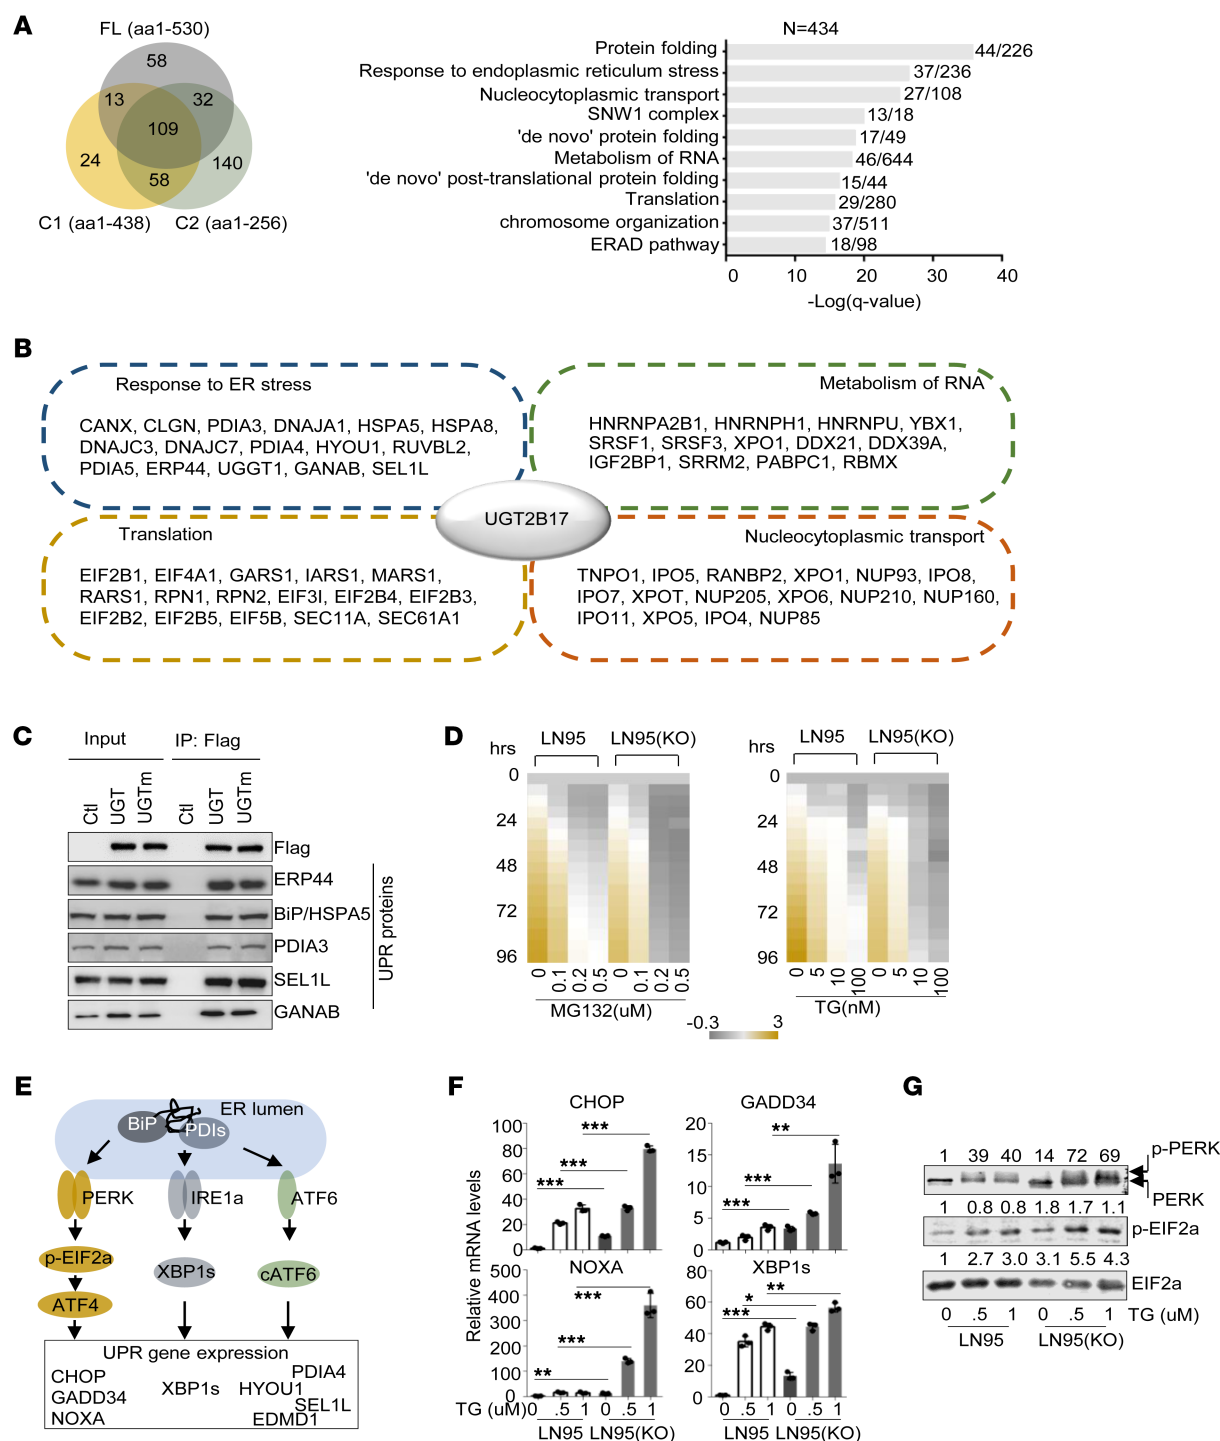 A
FL (aa1-530)
58
13
32
109
24
140
58
C1 (aa1-438)
C2 (aa1-256)
N=434
Protein folding
44/226
Response to endoplasmic reticulum stress
37/236
Nucleocytoplasmic transport
27/108
SNW1 complex
13/18
'de novo' protein folding
17/49
Metabolism of RNA
46/644
'de novo' post-translational protein folding
15/44
Translation
29/280
chromosome organization
37/511
ERAD pathway
18/98
0 10 20 30 40
-Log(q-value)
B
Response to ER stress
CANX, CLGN, PDIA3, DNAJA1, HSPA5, HSPA8,
DNAJC3, DNAJC7, PDIA4, HYOU1, RUVBL2,
PDIA5, ERP44, UGGT1, GANAB, SEL1L
Metabolism of RNA
HNRNPA2B1, HNRNPH1, HNRNPU, YBX1,
SRSF1, SRSF3, XPO1, DDX21, DDX39A,
IGF2BP1, SRRM2, PABPC1, RBMX
UGT2B17
Translation
EIF2B1, EIF4A1, GARS1, IARS1, MARS1,
RARS1, RPN1, RPN2, EIF3I, EIF2B4, EIF2B3,
EIF2B2, EIF2B5, EIF5B, SEC11A, SEC61A1
Nucleocytoplasmic transport
TNPO1, IPO5, RANBP2, XPO1, NUP93, IPO8,
IPO7, XPOT, NUP205, XPO6, NUP210, NUP160,
IPO11, XPO5, IPO4, NUP85
C
Input
IP: Flag
Ctl
UGT
UGTm
Ctl
UGT
UGTm
Flag
ERP44
BiP/HSPA5
PDIA3
SEL1L
GANAB
UPR proteins
D
hrs
LN95
LN95(KO)
0
24
48
72
96
0 0.1 0.2 0.5 0 0.1 0.2 0.5
MG132(uM)
hrs
LN95
LN95(KO)
0
24
48
72
96
0 5 10 100 0 5 10 100
TG(nM)
-0.3
3
E
BiP
PDIs
ER lumen
PERK
IRE1a
ATF6
p-EIF2a
XBP1s
cATF6
ATF4
UPR gene expression
CHOP
GADD34
NOXA
XBP1s
PDIA4
HYOU1
SEL1L
EDMD1
F
Relative mRNA levels
CHOP
100
80
60
40
20
0
***
***
***
GADD34
20
15
10
5
0
**
***
***
NOXA
500
400
300
200
100
0
***
***
**
XBP1s
80
60
40
20
0
**
*
***
TG (uM)
0 .5 1 0 .5 1
LN95 LN95(KO)
0 .5 1 0 .5 1
LN95 LN95(KO)
G
1 39 40 14 72 69
p-PERK
PERK
1 0.8 0.8 1.8 1.7 1.1
p-EIF2a
1 2.7 3.0 3.1 5.5 4.3
EIF2a
0 .5 1 0 .5 1 TG (uM)
LN95 LN95(KO)